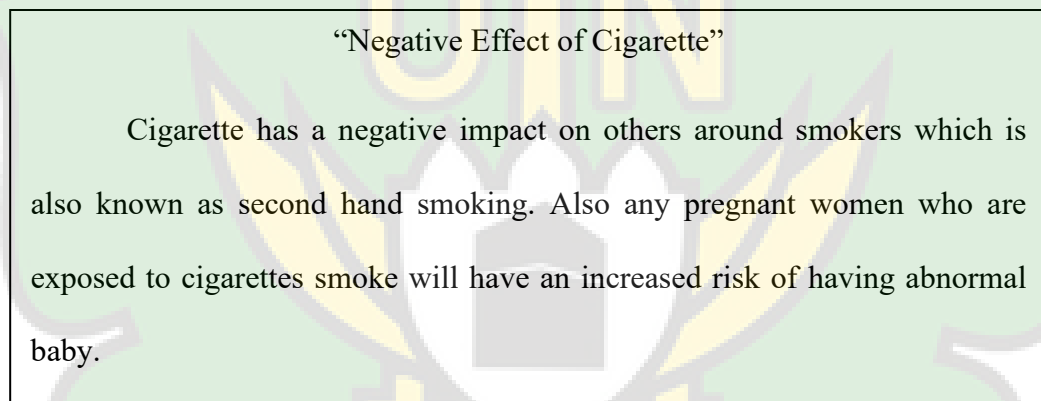 UIN
“Negative Effect of Cigarette”
Cigarette has a negative impact on others around smokers which is
also known as second hand smoking. Also any pregnant women who are
exposed to cigarettes smoke will have an increased risk of having abnormal
baby.